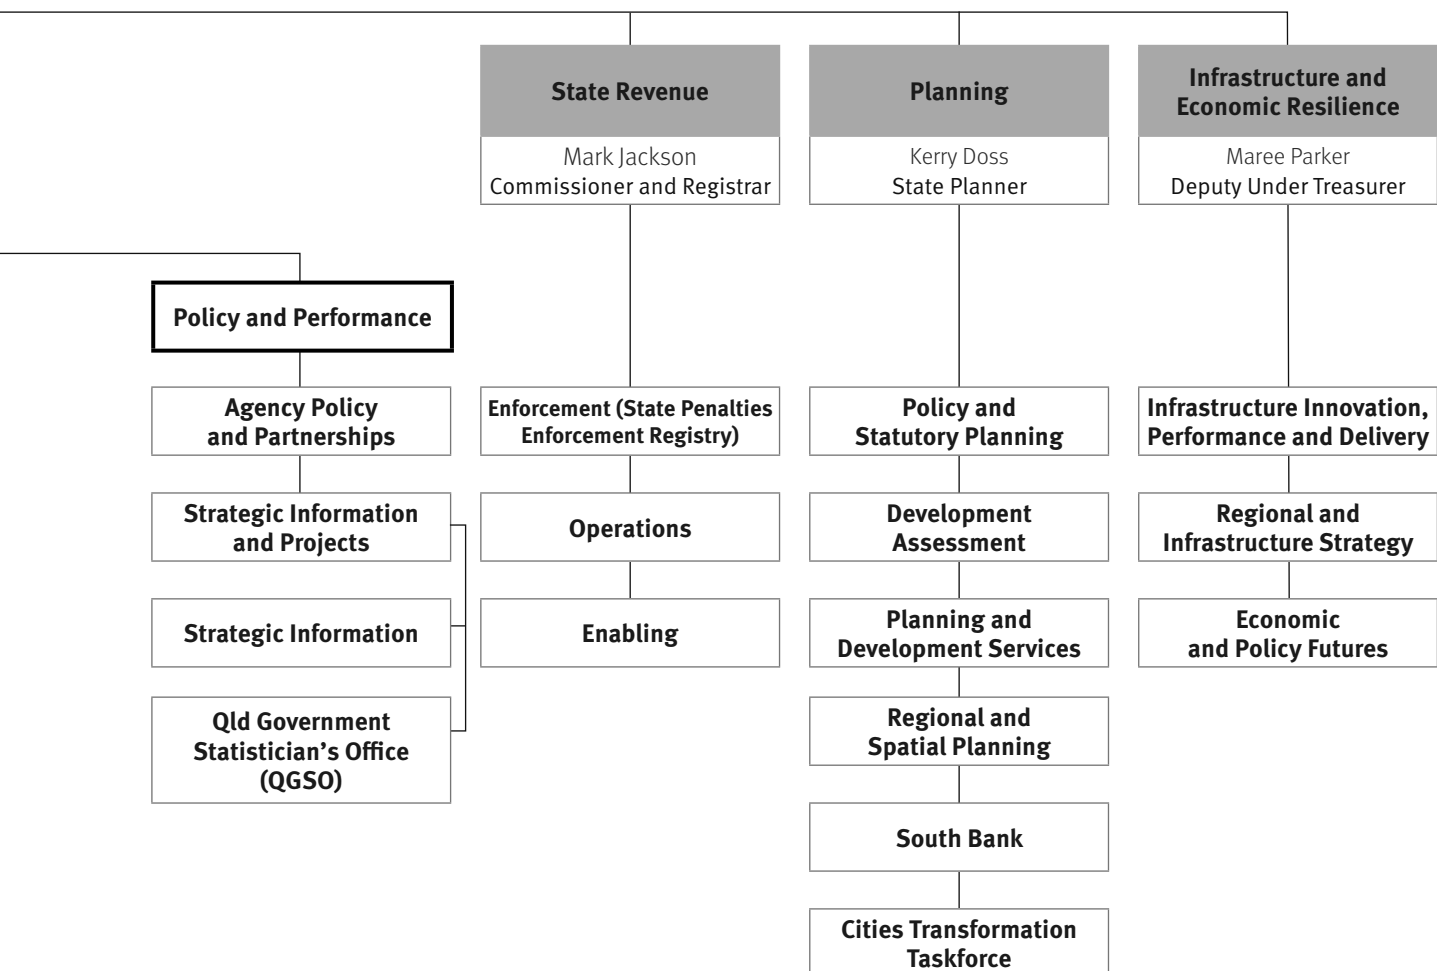 State Revenue
Mark Jackson
Commissioner and Registrar
Planning
Kerry Doss
State Planner
Infrastructure and
Economic Resilience
Maree Parker
Deputy Under Treasurer
Policy and Performance
Agency Policy
and Partnerships
Strategic Information
and Projects
Strategic Information
Qld Government
Statistician’s Office
(QGSO)
Enforcement (State Penalties
Enforcement Registry)
Operations
Enabling
Policy and
Statutory Planning
Development
Assessment
Planning and
Development Services
Regional and
Spatial Planning
South Bank
Cities Transformation
Taskforce
Infrastructure Innovation,
Performance and Delivery
Regional and
Infrastructure Strategy
Economic
and Policy Futures